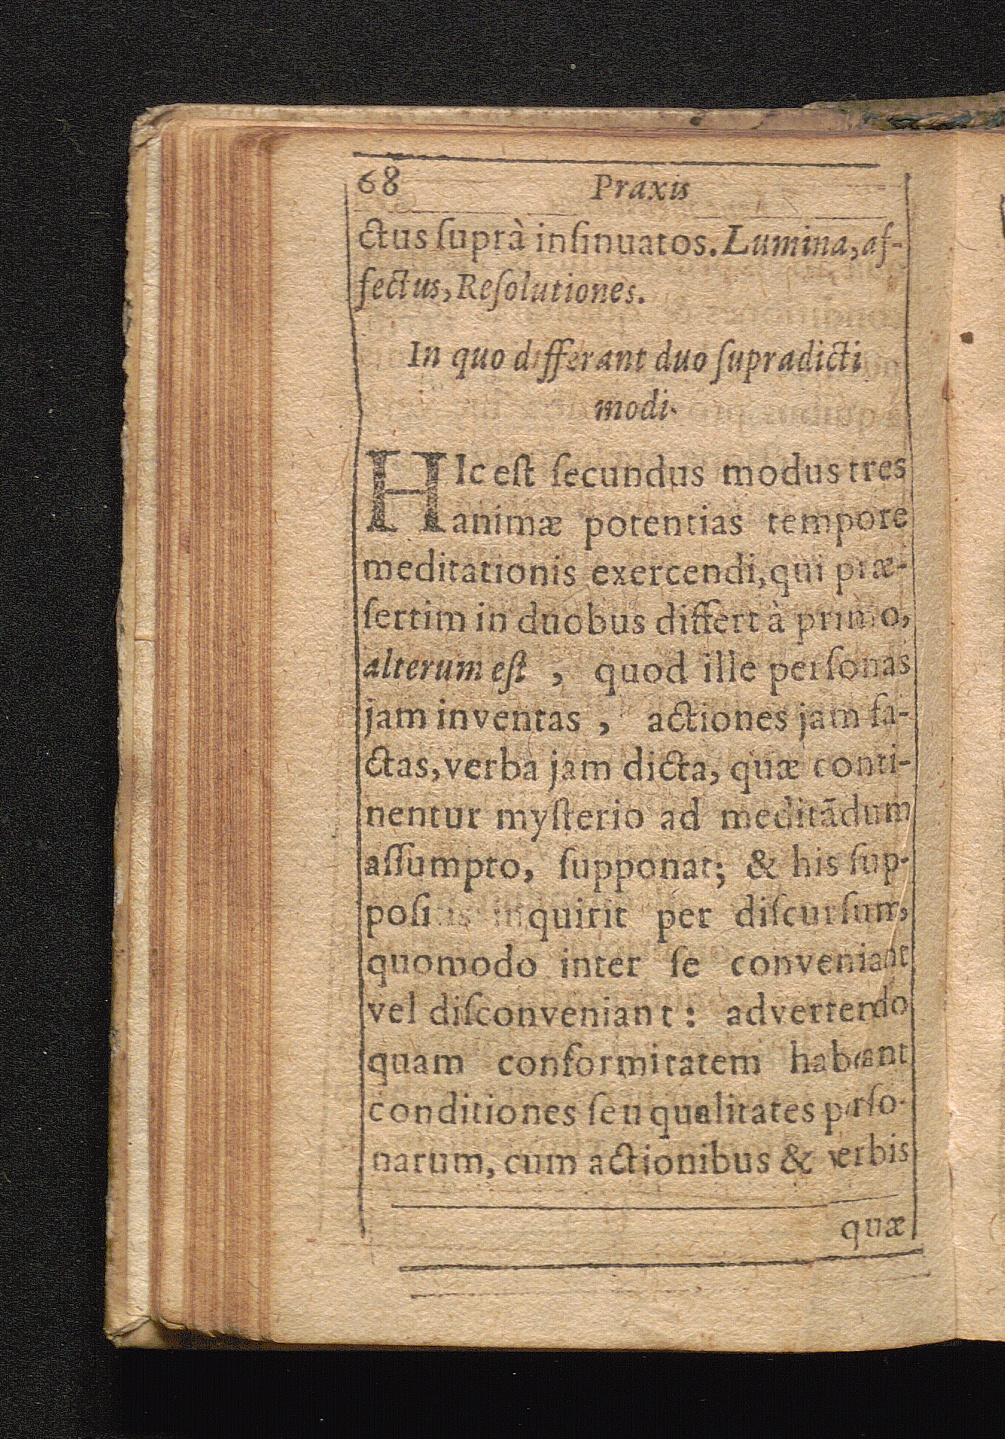 68 Praxis
ctus ſuprà inſinuatos. Lumina, af-
fectus, Reſolutiones.
In quo differant duo ſupradicti
modi.
HIc eſt ſecundus modus tres
animæ potentias tempore
meditationis exercendi, qui præ-
ſertim in duobus differt à primo,
alterum eſt , quod ille perſonas
jam inventas , actiones jam fa-
ctas, verba jam dicta, quæ conti-
nentur myſterio ad meditãdum
aſſumpto, ſupponat; & his ſup-
poſitis inquirit per diſcurſum,
quomodo inter ſe conveniant
vel diſconveniant : advertendo
quam conformitatem habeant
conditiones ſeu qualitates perſo-
narum, cum actionibus & verbis
quæ